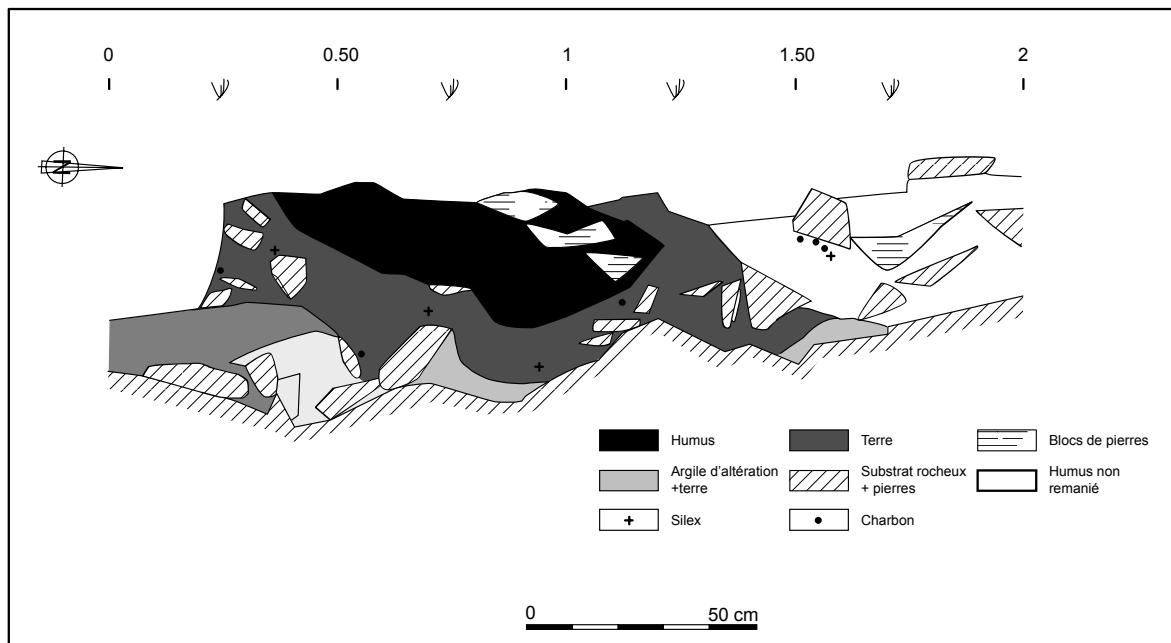 0 0.50 1 1.50 2
N
Humus
Terre
Blocs de pierres
Argile d'altération
+terre
Substrat rocheux
+ pierres
Humus non
remanié
Silex
Charbon
0 50 cm